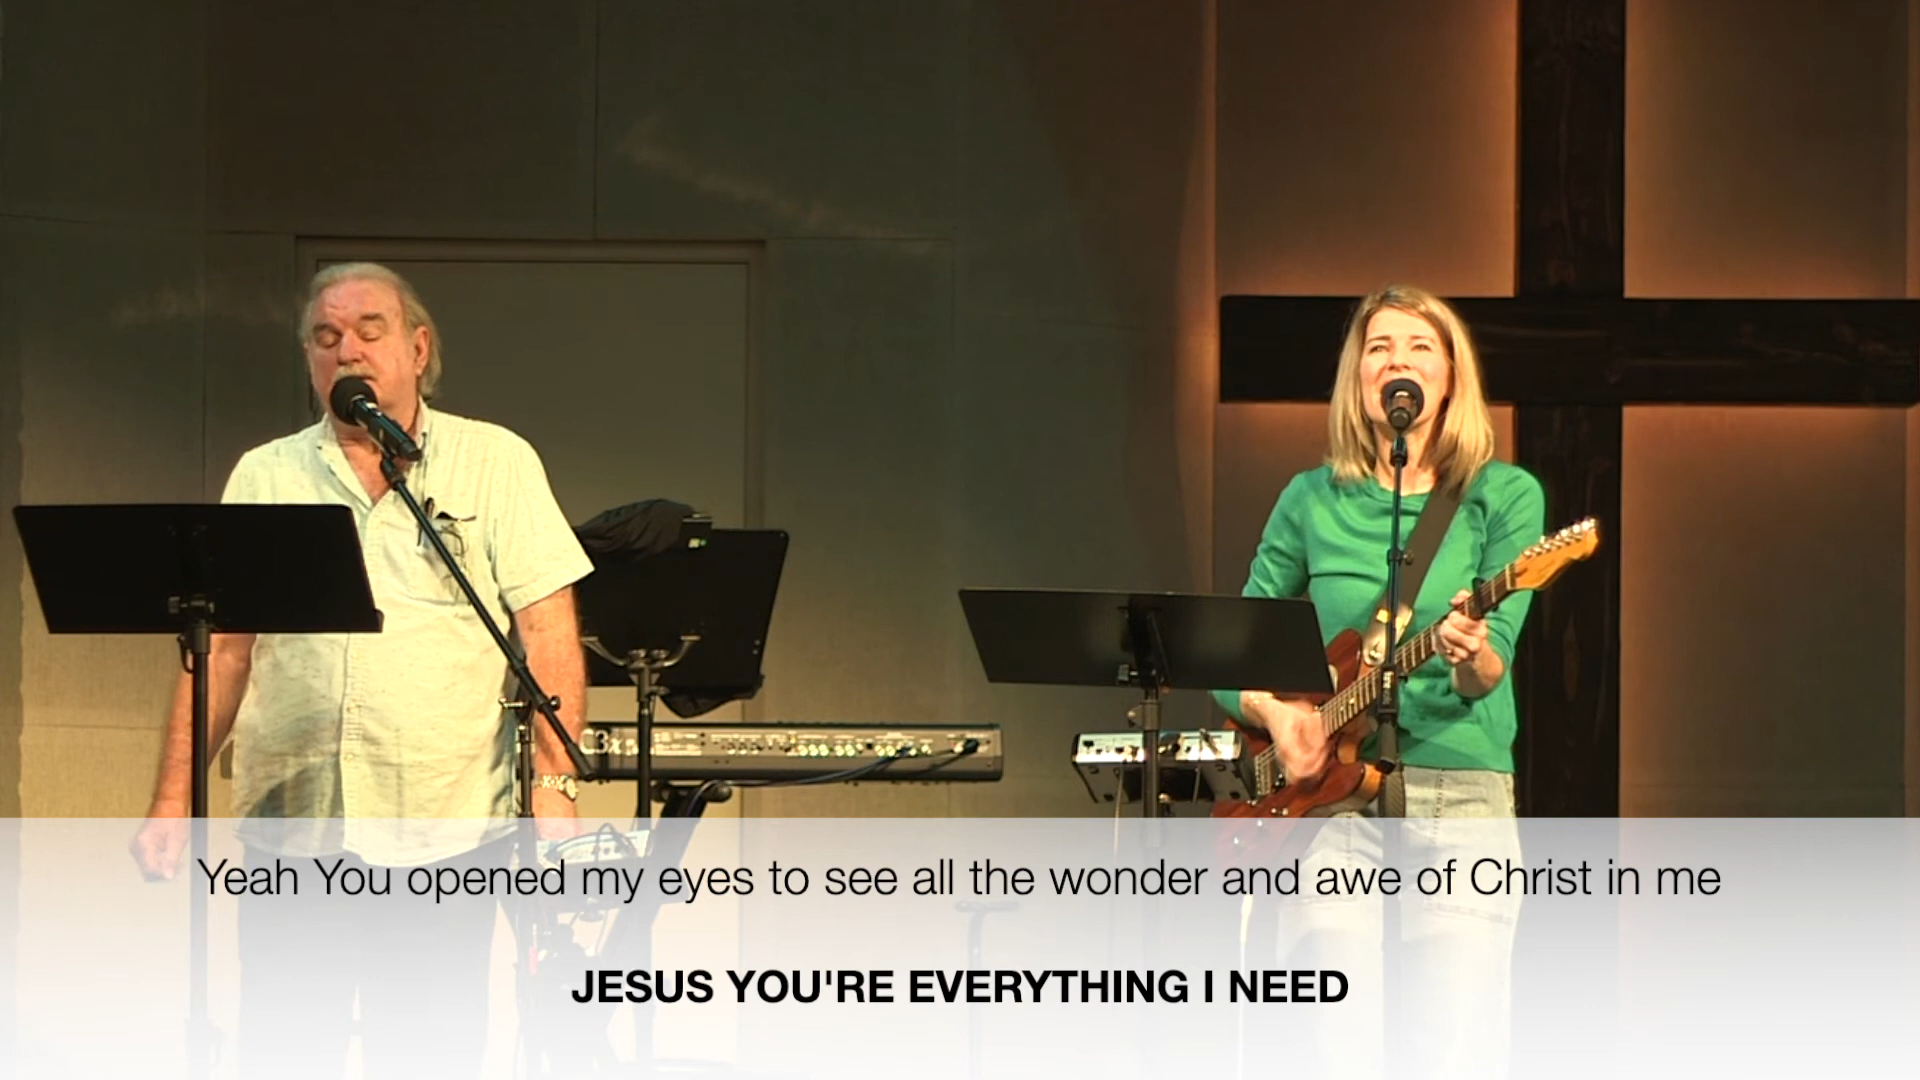 C3x
Yeah You opened my eyes to see all the wonder and awe of Christ in me
JESUS YOU'RE EVERYTHING I NEED